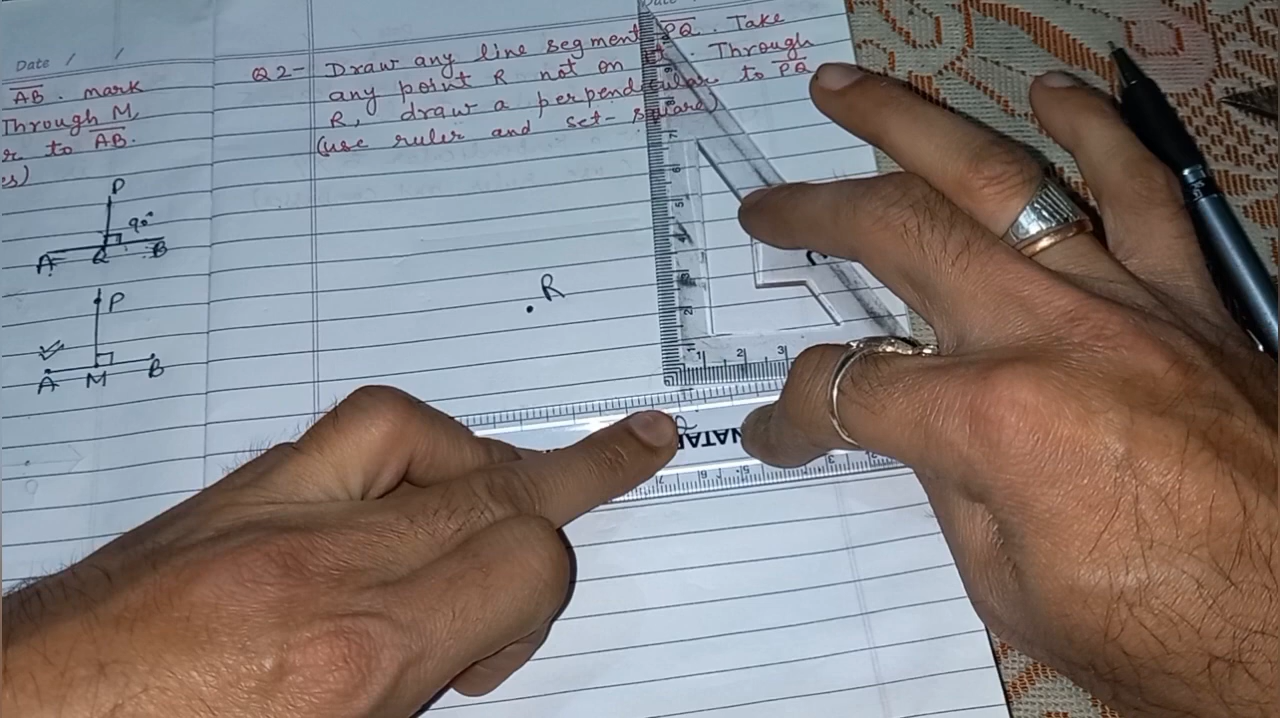 Date / /
AB. mark
Through M,
r to AB.
s)
P
90°
A Q B
P
A M B
Q2- Draw any line segment PQ. Take
any point R not on it. Through
R, draw a perpendicular to PQ
(use ruler and set-square)
R